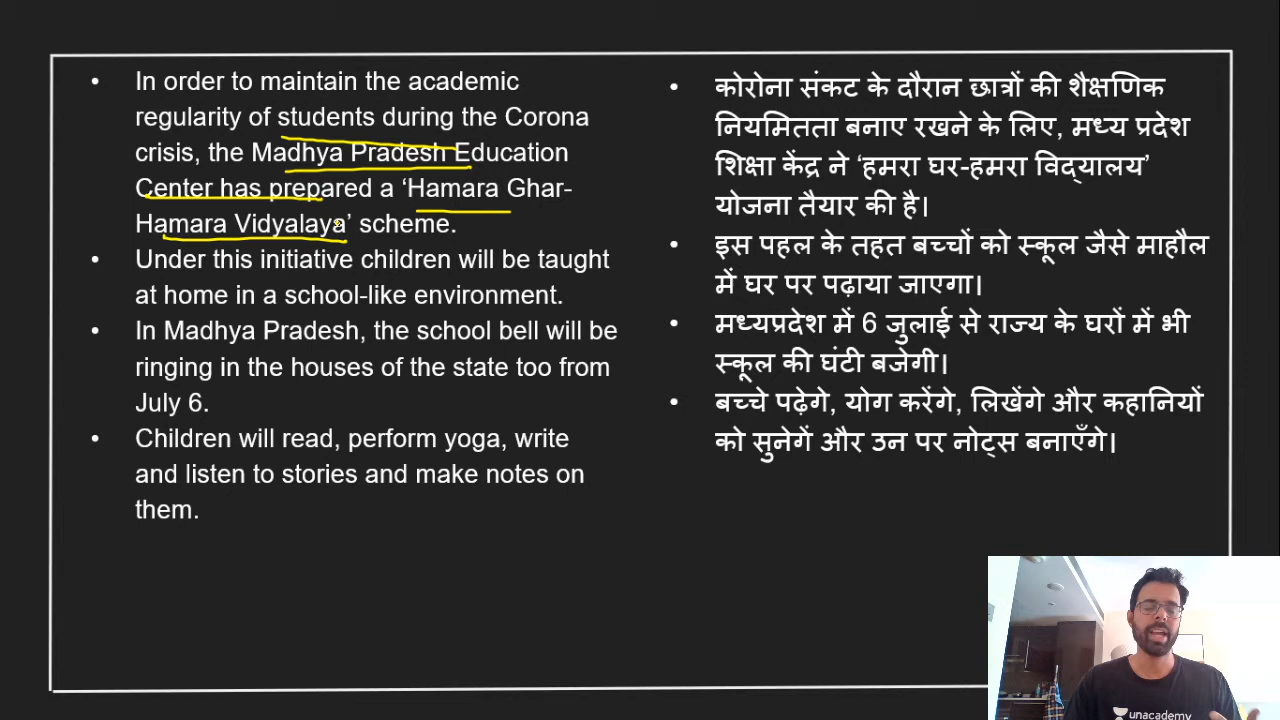 • In order to maintain the academic
regularity of students during the Corona
crisis, the Madhya Pradesh Education
Center has prepared a ‘Hamara Ghar-
Hamara Vidyalaya’ scheme.
• Under this initiative children will be taught
at home in a school-like environment.
• In Madhya Pradesh, the school bell will be
ringing in the houses of the state too from
July 6.
• Children will read, perform yoga, write
and listen to stories and make notes on
them.
• कोरोना संकट के दौरान छात्रों की शैक्षणिक
नियमितता बनाए रखने के लिए, मध्य प्रदेश
शिक्षा केंद्र ने ‘हमरा घर-हमरा विद्यालय’
योजना तैयार की है।
• इस पहल के तहत बच्चों को स्कूल जैसे माहौल
में घर पर पढ़ाया जाएगा।
• मध्यप्रदेश में 6 जुलाई से राज्य के घरों में भी
स्कूल की घंटी बजेगी।
• बच्चे पढ़ेगे, योग करेंगे, लिखेंगे और कहानियों
को सुनेगें और उन पर नोट्स बनाएँगे।
unacademy